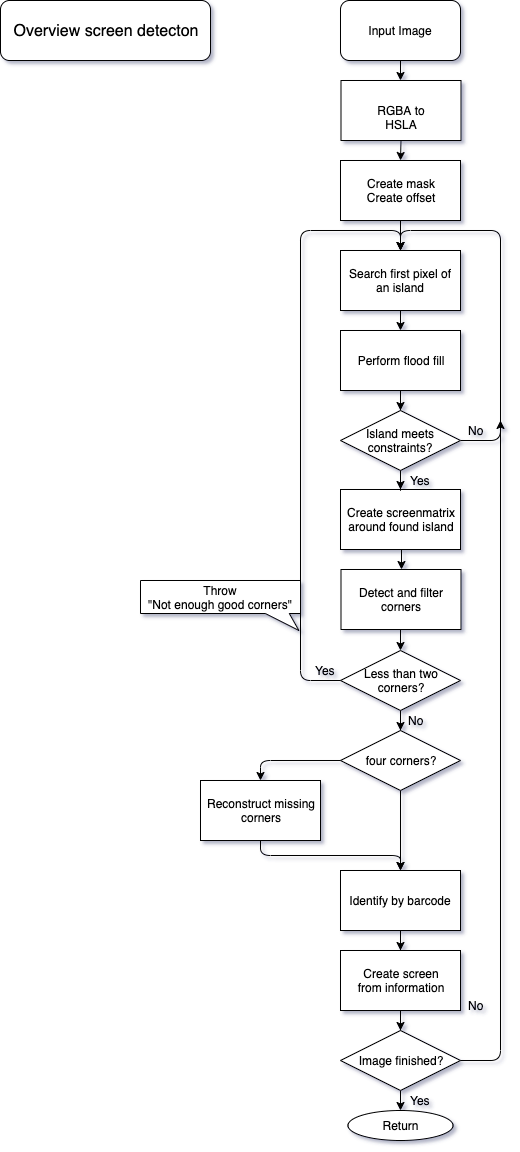 Overview screen detecton
Input Image
RGBA to
HSLA
Create mask
Create offset
Search first pixel of
an island
Perform flood fill
Island meets
constraints?
No
Yes
Create screenmatrix
around found island
Throw
"Not enough good corners"
Detect and filter
corners
Less than two
corners?
Yes
No
four corners?
Reconstruct missing
corners
Identify by barcode
Create screen
from information
No
Image finished?
Yes
Return